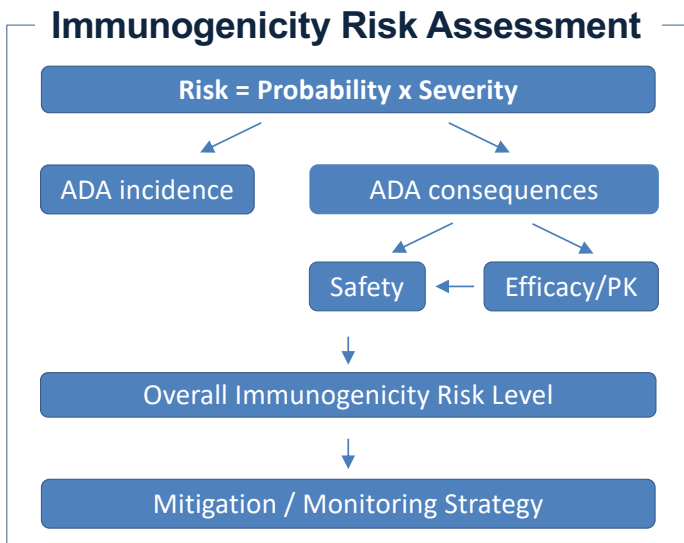 Immunogenicity Risk Assessment
Risk = Probability x Severity
ADA incidence
ADA consequences
Safety
Efficacy/PK
Overall Immunogenicity Risk Level
Mitigation / Monitoring Strategy